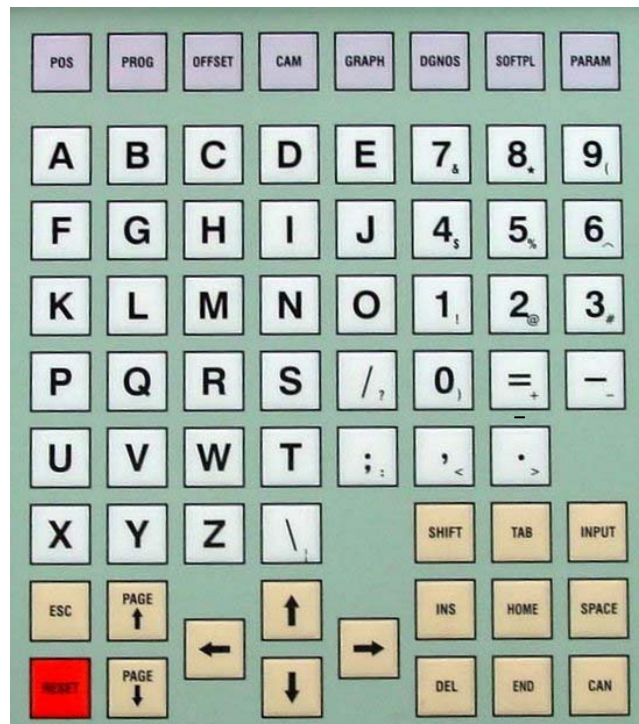 POS PROG OFFSET CAM GRAPH DGNOS SOFTPL PARAM
A B C D E 7& 8* 9(
F G H I J 4$ 5% 6^
K L M N O 1! 2@ 3#
P Q R S /? 0) =+ -_
U V W T ;: ,< .>
X Y Z \¦ SHIFT TAB INPUT
ESC PAGE ↑ ↑ INS HOME SPACE
← →
RESET PAGE ↓ ↓ DEL END CAN